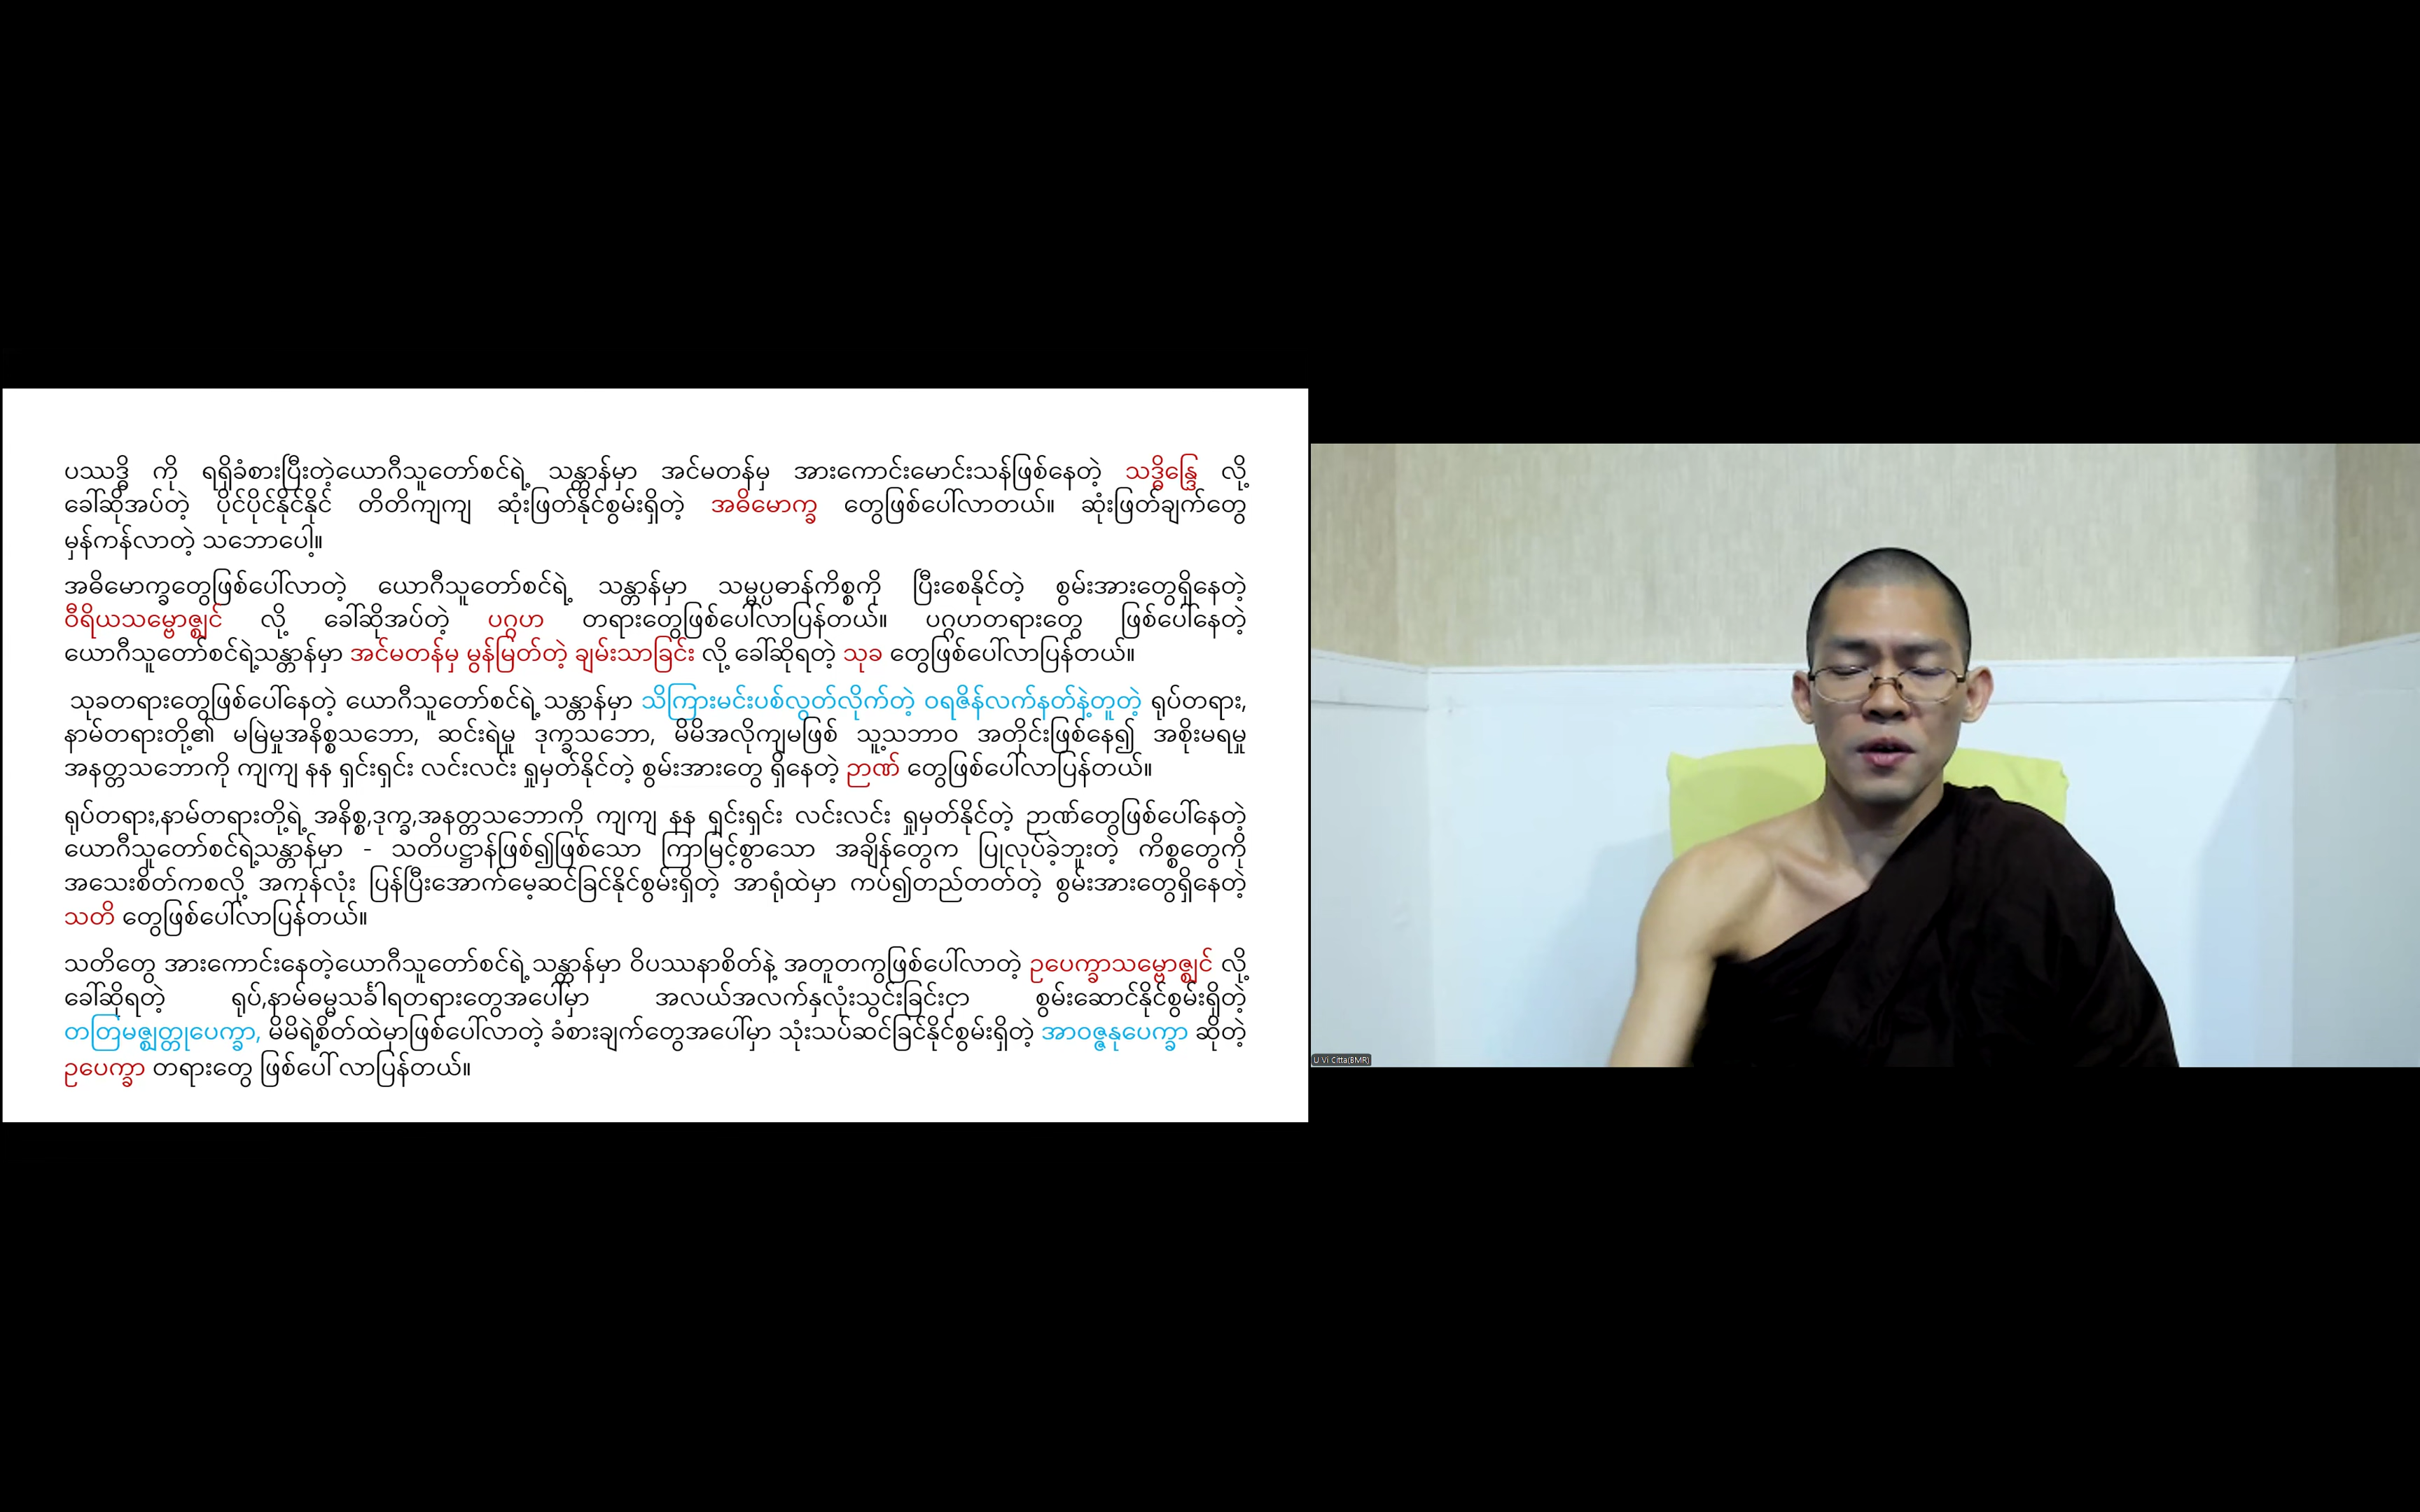 ပဿဒ္ဓိ ကို ရရှိခံစားပြီးတဲ့ယောဂီသူတော်စင်ရဲ့ သန္တာန်မှာ အင်မတန်မှ အားကောင်းမောင်းသန်ဖြစ်နေတဲ့ သဒ္ဓိန္ဒြေ လို့
ခေါ်ဆိုအပ်တဲ့ ပိုင်ပိုင်နိုင်နိုင် တိတိကျကျ ဆုံးဖြတ်နိုင်စွမ်းရှိတဲ့ အဓိမောက္ခ တွေဖြစ်ပေါ်လာတယ်။ ဆုံးဖြတ်ချက်တွေ
မှန်ကန်လာတဲ့ သဘောပေါ့။
အဓိမောက္ခတွေဖြစ်ပေါ်လာတဲ့ ယောဂီသူတော်စင်ရဲ့ သန္တာန်မှာ သမ္မပ္ပဓာန်ကိစ္စကို ပြီးစေနိုင်တဲ့ စွမ်းအားတွေရှိနေတဲ့
ဝီရိယသမ္ဗောဇ္ဈင် လို့ ခေါ်ဆိုအပ်တဲ့ ပဂ္ဂဟ တရားတွေဖြစ်ပေါ်လာပြန်တယ်။ ပဂ္ဂဟတရားတွေ ဖြစ်ပေါ်နေတဲ့
ယောဂီသူတော်စင်ရဲ့သန္တာန်မှာ အင်မတန်မှ မွန်မြတ်တဲ့ ချမ်းသာခြင်း လို့ ခေါ်ဆိုရတဲ့ သုခ တွေဖြစ်ပေါ်လာပြန်တယ်။
သုခတရားတွေဖြစ်ပေါ်နေတဲ့ ယောဂီသူတော်စင်ရဲ့ သန္တာန်မှာ သိကြားမင်းပစ်လွှတ်လိုက်တဲ့ ဝရဇိန်လက်နတ်နဲ့တူတဲ့ ရုပ်တရား,
နာမ်တရားတို့၏ မမြဲမှုအနိစ္စသဘော, ဆင်းရဲမှု ဒုက္ခသဘော, မိမိအလိုကျမဖြစ် သူ့သဘာဝ အတိုင်းဖြစ်နေ၍ အစိုးမရမှု
အနတ္တသဘောကို ကျကျ နန ရှင်းရှင်း လင်းလင်း ရှုမှတ်နိုင်တဲ့ စွမ်းအားတွေ ရှိနေတဲ့ ဉာဏ် တွေဖြစ်ပေါ်လာပြန်တယ်။
ရုပ်တရား,နာမ်တရားတို့ရဲ့ အနိစ္စ,ဒုက္ခ,အနတ္တသဘောကို ကျကျ နန ရှင်းရှင်း လင်းလင်း ရှုမှတ်နိုင်တဲ့ ဉာဏ်တွေဖြစ်ပေါ်နေတဲ့
ယောဂီသူတော်စင်ရဲ့သန္တာန်မှာ - သတိပဋ္ဌာန်ဖြစ်၍ဖြစ်သော ကြာမြင့်စွာသော အချိန်တွေက ပြုလုပ်ခဲ့ဘူးတဲ့ ကိစ္စတွေကို
အသေးစိတ်ကစလို့ အကုန်လုံး ပြန်ပြီးအောက်မေ့ဆင်ခြင်နိုင်စွမ်းရှိတဲ့ အာရုံထဲမှာ ကပ်၍တည်တတ်တဲ့ စွမ်းအားတွေရှိနေတဲ့
သတိ တွေဖြစ်ပေါ်လာပြန်တယ်။
သတိတွေ အားကောင်းနေတဲ့ယောဂီသူတော်စင်ရဲ့ သန္တာန်မှာ ဝိပဿနာစိတ်နဲ့ အတူတကွဖြစ်ပေါ်လာတဲ့ ဥပေက္ခာသမ္ဗောဇ္ဈင် လို့
ခေါ်ဆိုရတဲ့ ရုပ်,နာမ်ဓမ္မသင်္ခါရတရားတွေအပေါ်မှာ အလယ်အလက်နှလုံးသွင်းခြင်းငှာ စွမ်းဆောင်နိုင်စွမ်းရှိတဲ့
တတြမဇ္ဈတ္တုပေက္ခာ, မိမိရဲ့စိတ်ထဲမှာဖြစ်ပေါ်လာတဲ့ ခံစားချက်တွေအပေါ်မှာ သုံးသပ်ဆင်ခြင်နိုင်စွမ်းရှိတဲ့ အာဝဇ္ဇနုပေက္ခာ ဆိုတဲ့
ဥပေက္ခာ တရားတွေ ဖြစ်ပေါ် လာပြန်တယ်။
U Vi Citta(BMR)